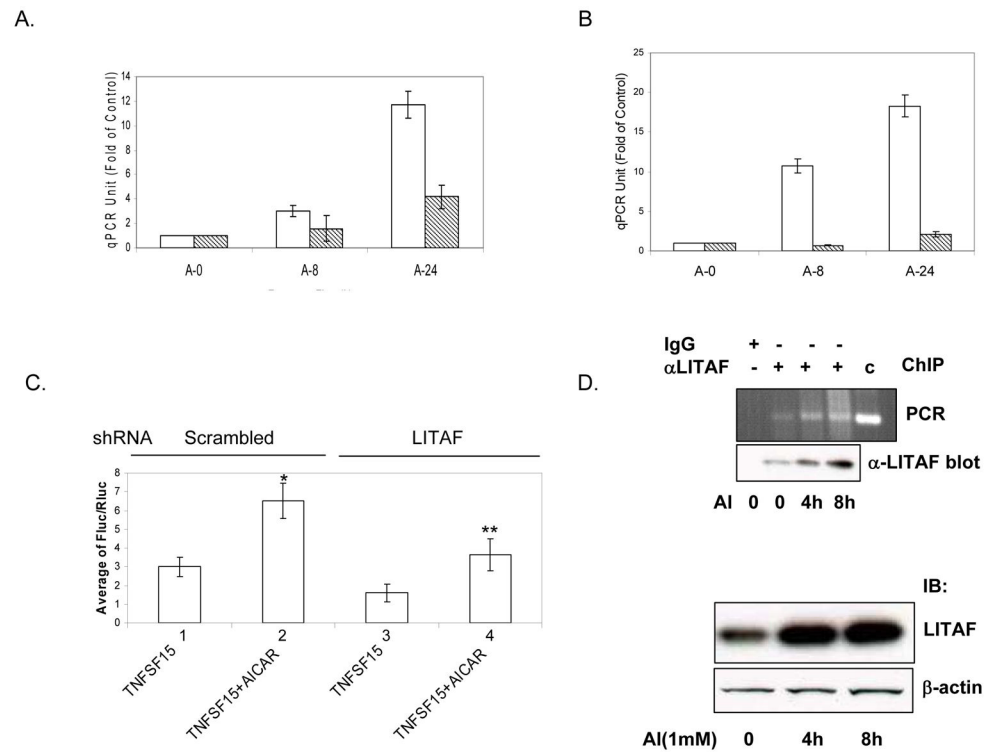 A.
qPCR Unit (Fold of Control)
14
12
10
8
6
4
2
0
A-0 A-8 A-24
B
qPCR Unit (Fold of Control)
25
20
15
10
5
0
A-0 A-8 A-24
C.
shRNA Scrambled LITAF
Average of Fluc/Rluc
8
7
6
5
4
3
2
1
0
* **
1 2 3 4
TNFSF15 TNFSF15+AICAR TNFSF15 TNFSF15+AICAR
D.
IgG + - - -
αLITAF - + + + c ChIP
PCR
α-LITAF blot
AI 0 0 4h 8h
IB:
LITAF
β-actin
AI(1mM) 0 4h 8h